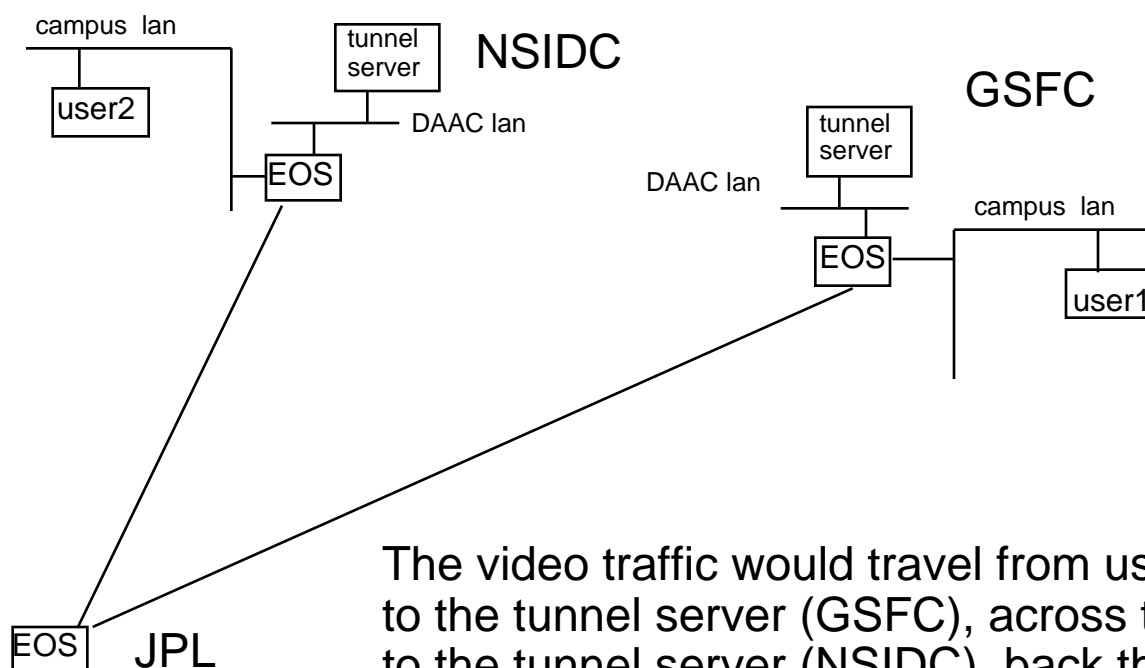 campus lan
tunnel
server
NSIDC
user2
DAAC lan
EOS
GSFC
tunnel
server
DAAC lan
campus lan
EOS
user1
The video traffic would travel from
to the tunnel server (GSFC), across
to the tunnel server (NSIDC), back
EOS
JPL